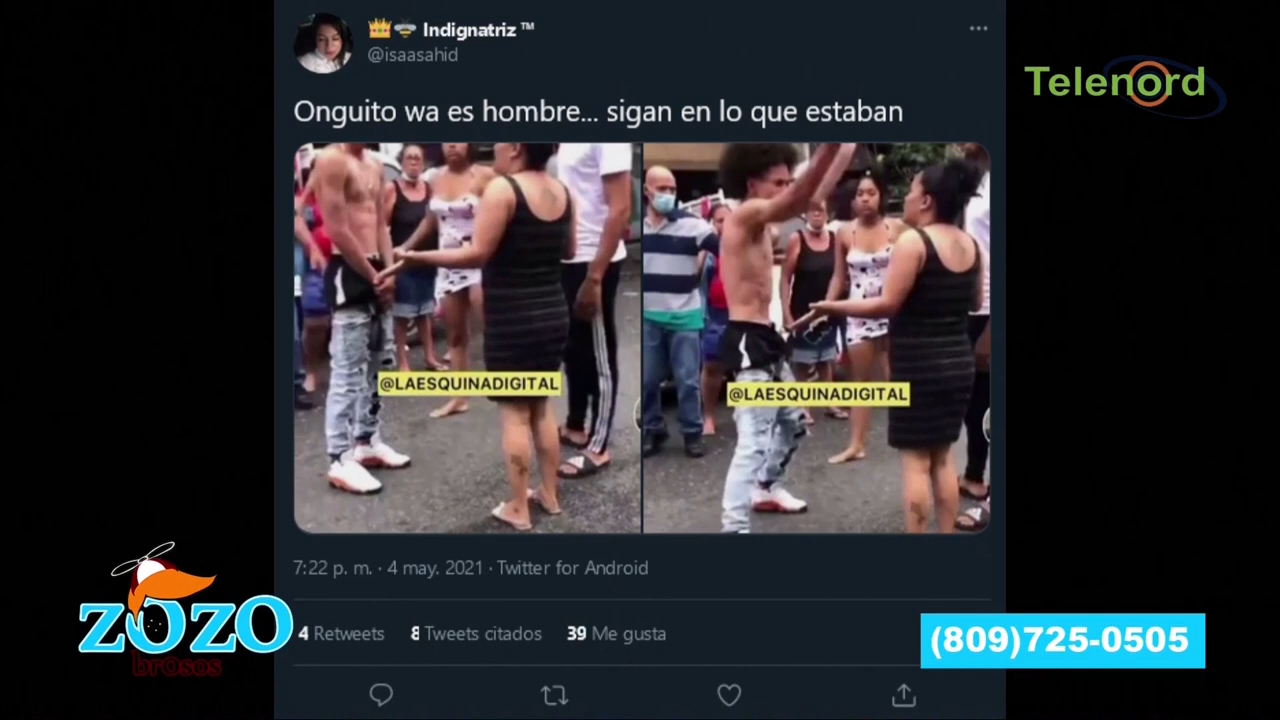 Indignatriz ™
@isaasahid
Telenord
Onguito wa es hombre... sigan en lo que estaban
@LAESQUINADIGITAL
@LAESQUINADIGITAL
7:22 p. m. · 4 may. 2021 · Twitter for Android
4 Retweets 8 Tweets citados 39 Me gusta
zozo
brosos
(809)725-0505